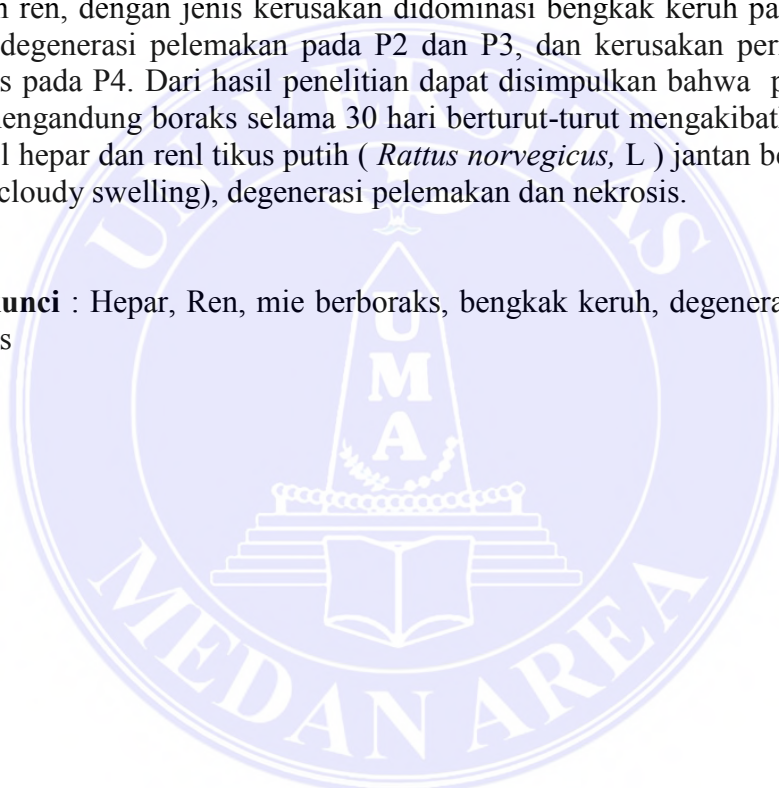 n ren, dengan jenis kerusakan didominasi bengkak keruh pa
degenerasi pelemakan pada P2 dan P3, dan kerusakan per
s pada P4. Dari hasil penelitian dapat disimpulkan bahwa p
nengandung boraks selama 30 hari berturut-turut mengakibat
l hepar dan renl tikus putih ( Rattus norvegicus, L ) jantan be
cloudy swelling), degenerasi pelemakan dan nekrosis.
unci : Hepar, Ren, mie berboraks, bengkak keruh, degenera
s
UNIVERSITAS
UMA
MEDAN AREA